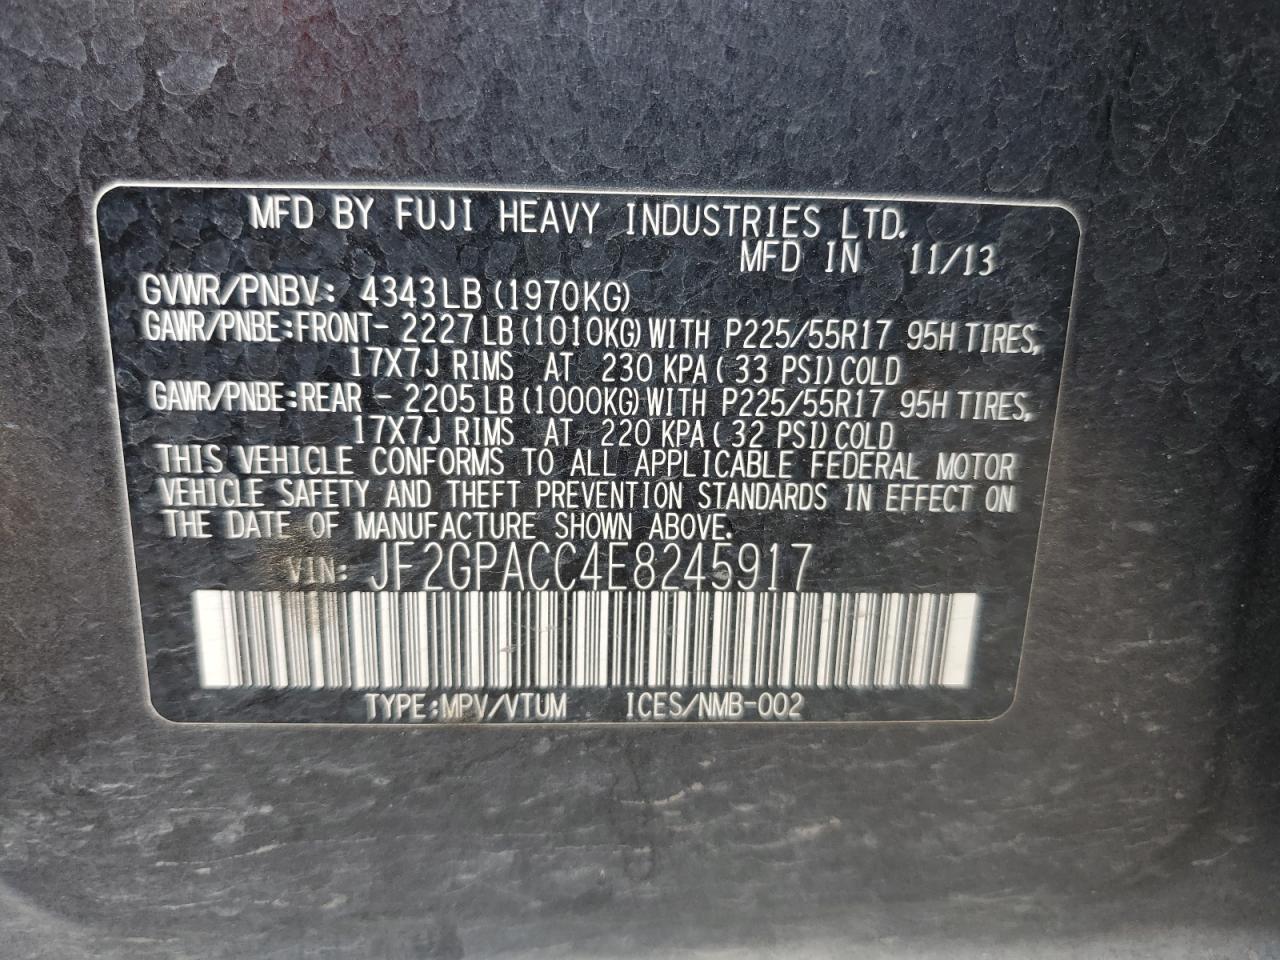 MFD BY FUJI HEAVY INDUSTRIES LTD.
MFD IN 11/13
GVWR/PNBV: 4343LB (1970KG)
GAWR/PNBE:FRONT- 2227 LB (1010KG) WITH P225/55R17 95H TIRES,
17X7J RIMS AT 230 KPA ( 33 PSI) COLD
GAWR/PNBE:REAR - 2205 LB (1000KG) WITH P225/55R17 95H TIRES,
17X7J RIMS AT 220 KPA ( 32 PSI) COLD
THIS VEHICLE CONFORMS TO ALL APPLICABLE FEDERAL MOTOR
VEHICLE SAFETY AND THEFT PREVENTION STANDARDS IN EFFECT ON
THE DATE OF MANUFACTURE SHOWN ABOVE.
VIN: JF2GPACC4E8245917
TYPE:MPV/VTUM ICES/NMB-002